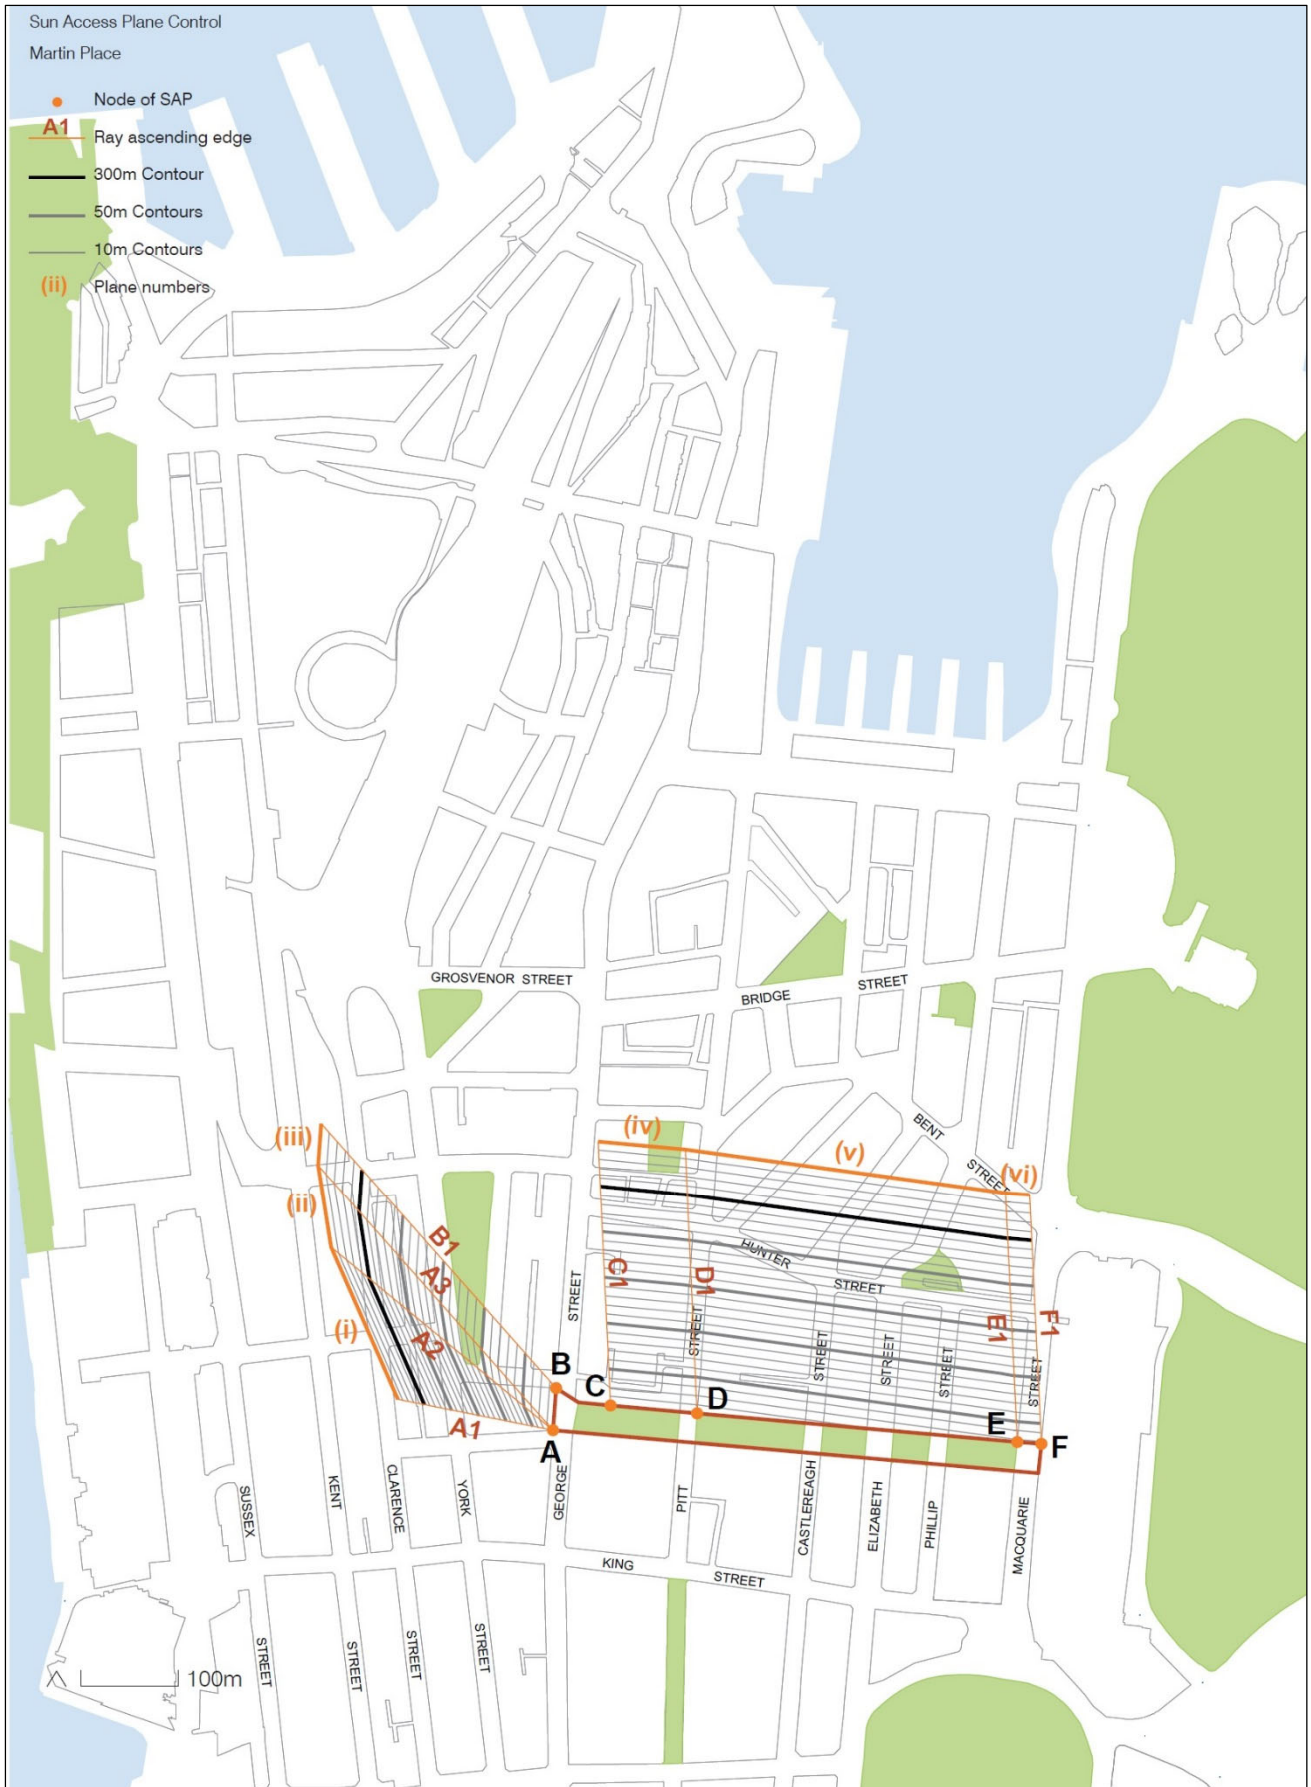 Sun Access Plane Control
Martin Place
Node of SAP
A1
Ray ascending edge
300m Contour
50m Contours
10m Contours
(ii)
Plane numbers
GROSVENOR STREET
BRIDGE
STREET
BENT
STREET
(iii)
(iv)
(v)
(vi)
(ii)
B1
A3
HUNTER
STREET
C1
D1
STREET
(i)
A2
E1
F1
STREET
STREET
STREET
STREET
STREET
B
C
D
E
F
A1
A
SUSSEX
KENT
CLARENCE
YORK
GEORGE
PITT
CASTLEREAGH
ELIZABETH
PHILLIP
MACQUARIE
KING
STREET
STREET
STREET
STREET
STREET
100m